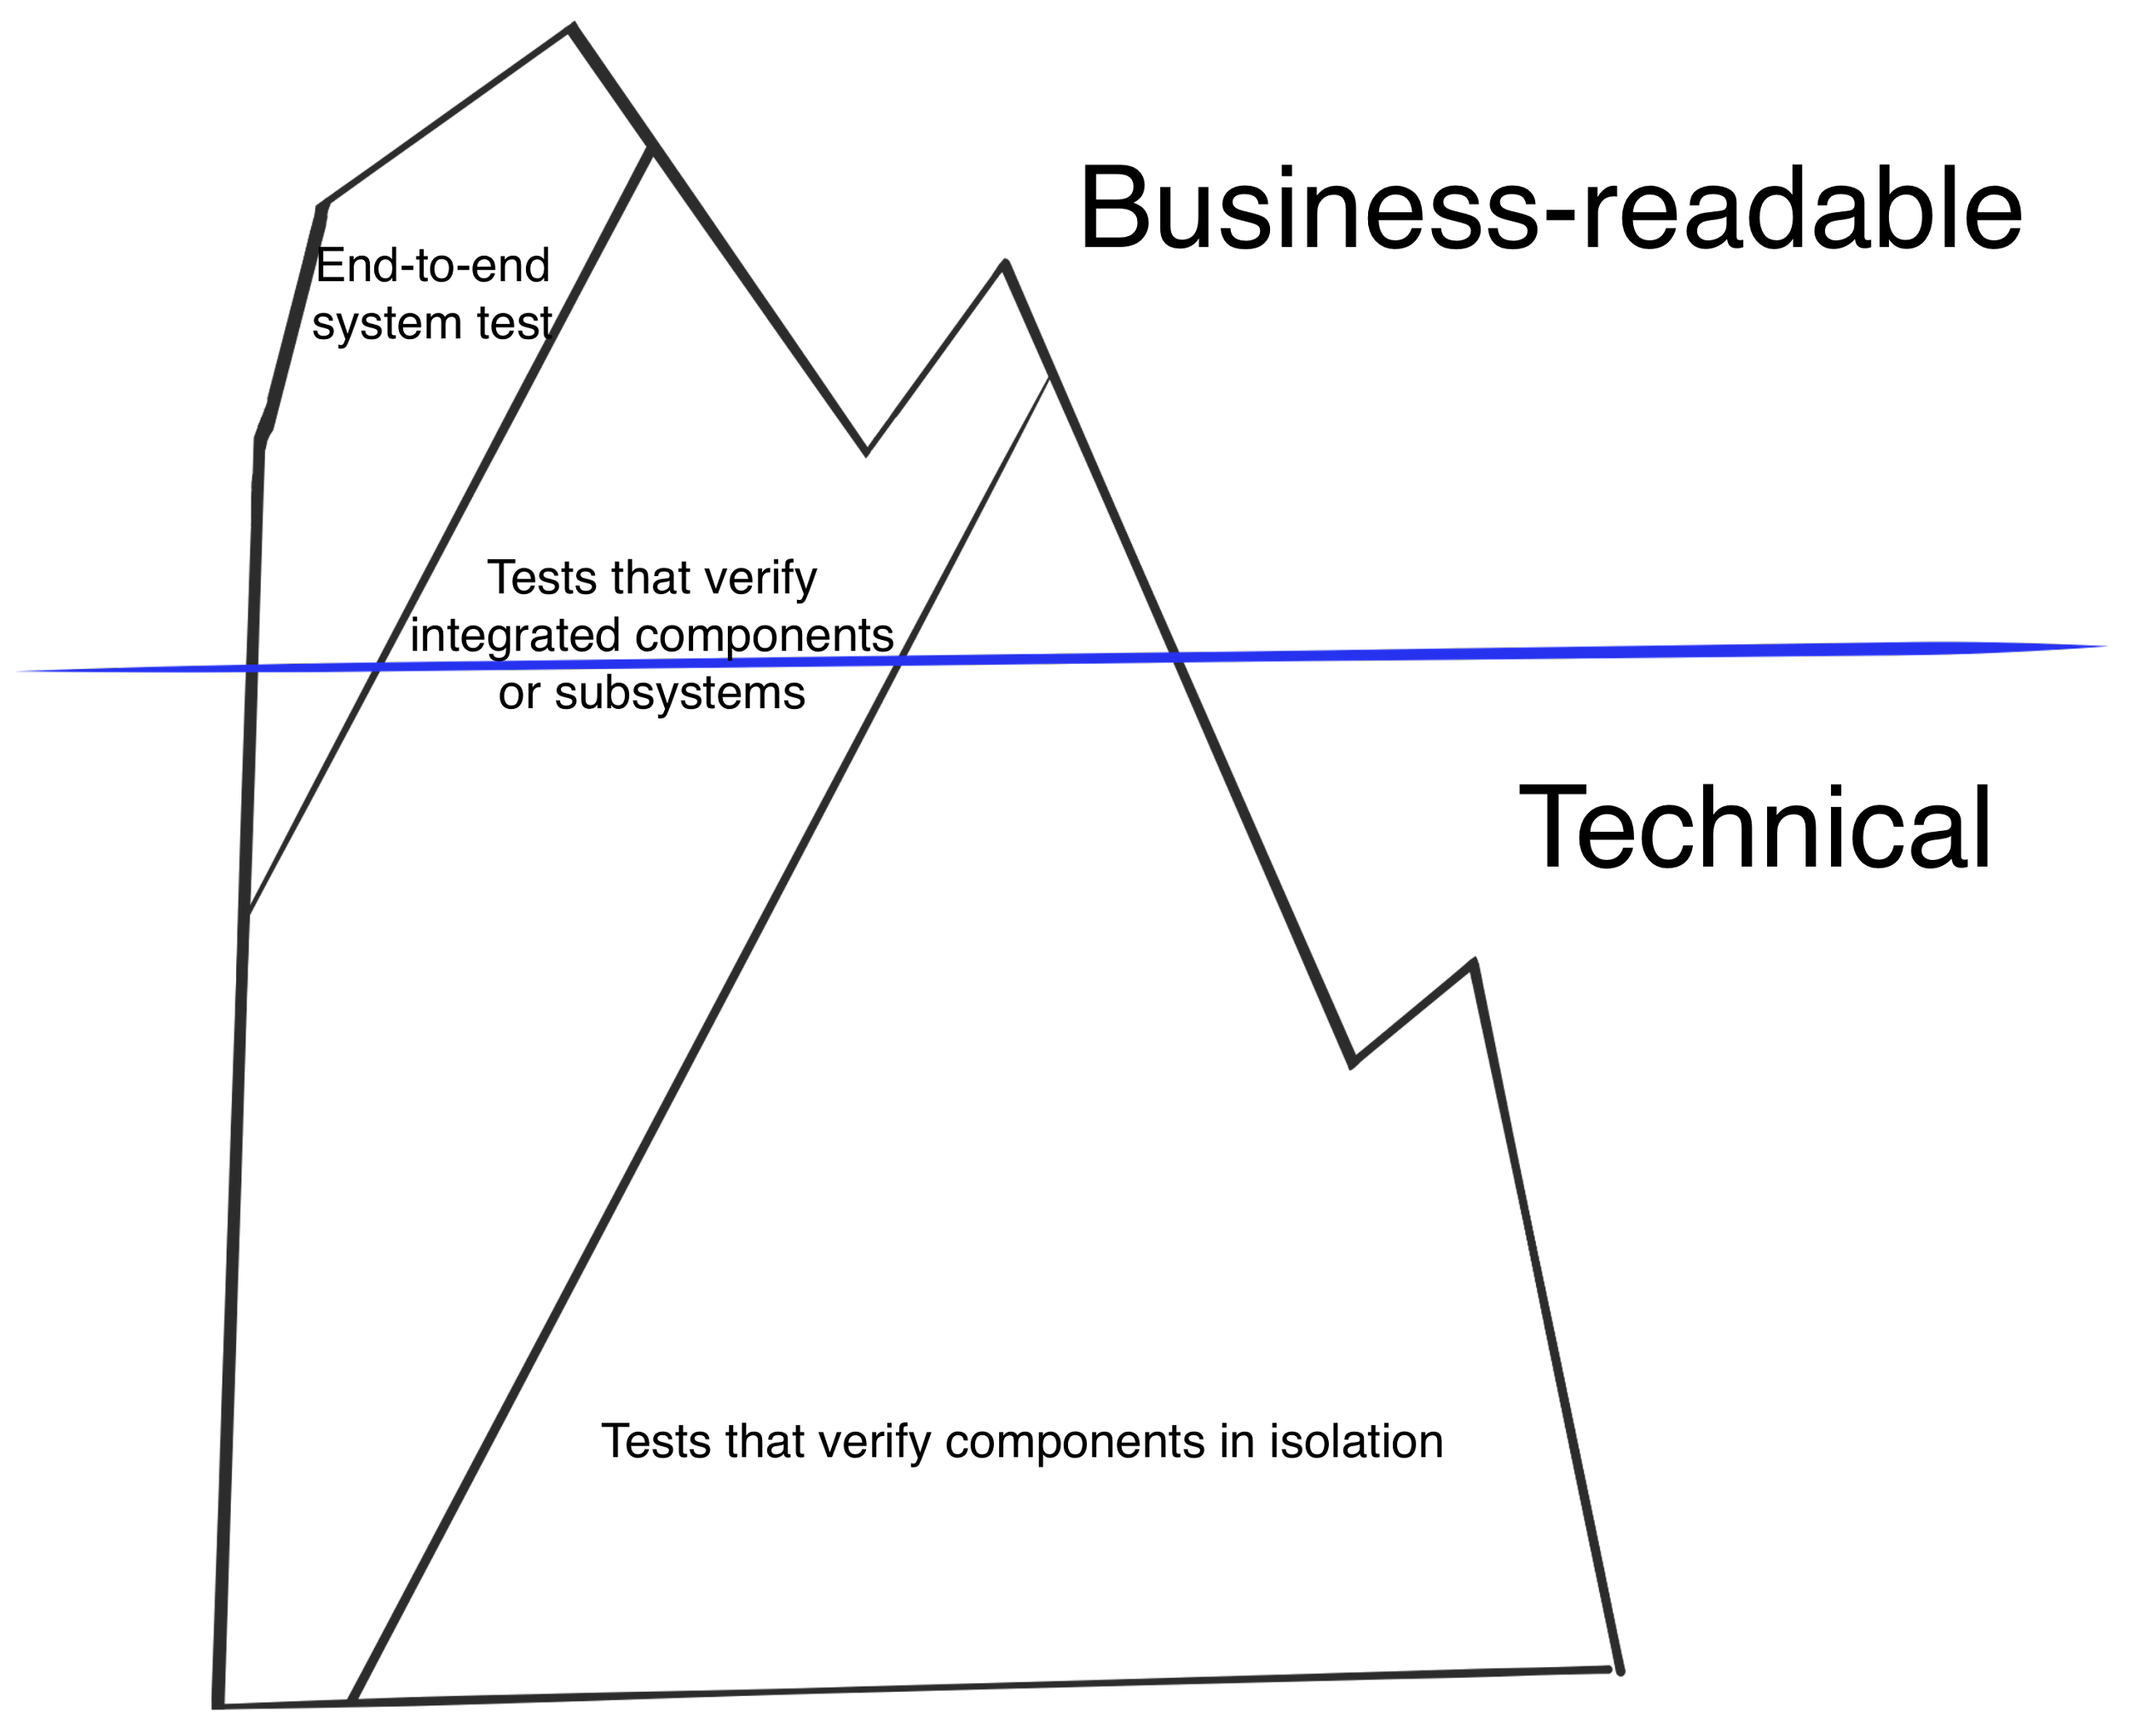 Business-readable
End-to-end
system test
Tests that verify
integrated components
or subsystems
Technical
Tests that verify components in isolation